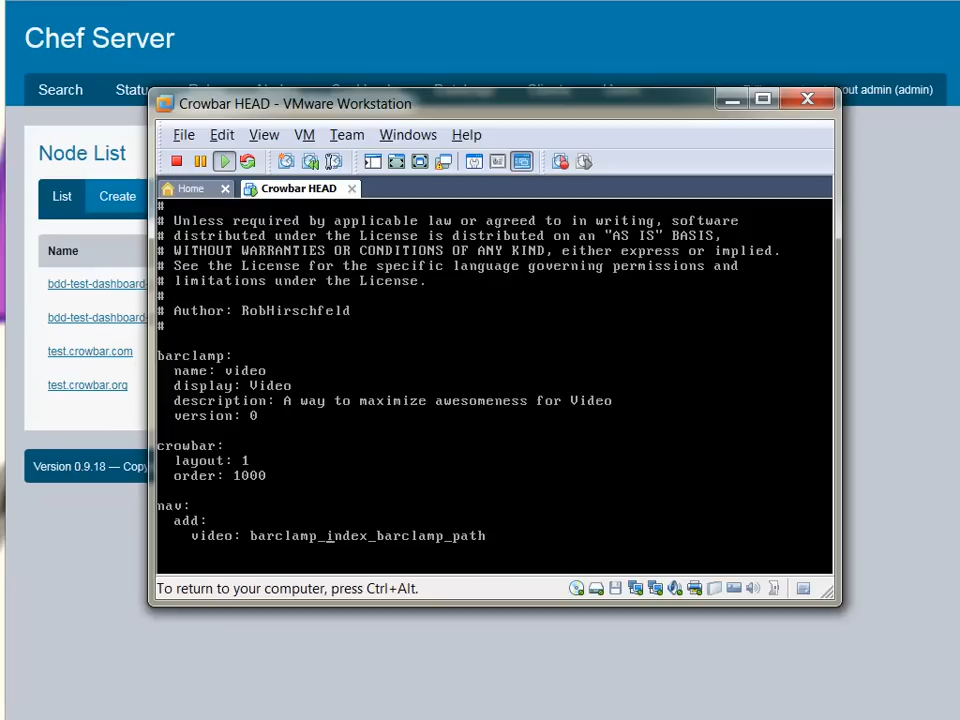 Chef Server
Search
Statu
out admin (admin)
Node List
List
Create
Name
bdd-test-dashboard-
bdd-test-dashboard-
test.crowbar.com
test.crowbar.org
Version 0.9.18 — Copy
Crowbar HEAD - VMware Workstation
File Edit View VM Team Windows Help
Home
Crowbar HEAD
#
# Unless required by applicable law or agreed to in writing, software
# distributed under the License is distributed on an "AS IS" BASIS,
# WITHOUT WARRANTIES OR CONDITIONS OF ANY KIND, either express or implied.
# See the License for the specific language governing permissions and
# limitations under the License.
#
# Author: RobHirschfeld
#
barclamp:
name: video
display: Video
description: A way to maximize awesomeness for Video
version: 0
crowbar:
layout: 1
order: 1000
nav:
add:
video: barclamp_index_barclamp_path
To return to your computer, press Ctrl+Alt.